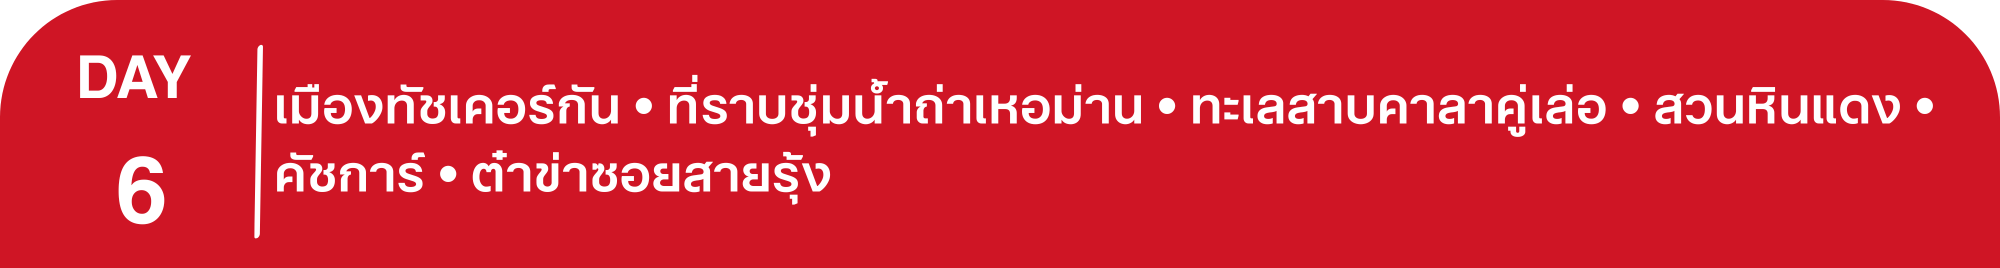 DAY
6
เมืองทัชเคอร์กัน • ที่ราบชุ่มน้ำถ่าเหอม่าน • ทะเลสาบคาลาคู่เล่อ • สวนหินแดง •
คัชการ์ • ต๋าข่าซอยสายรุ้ง